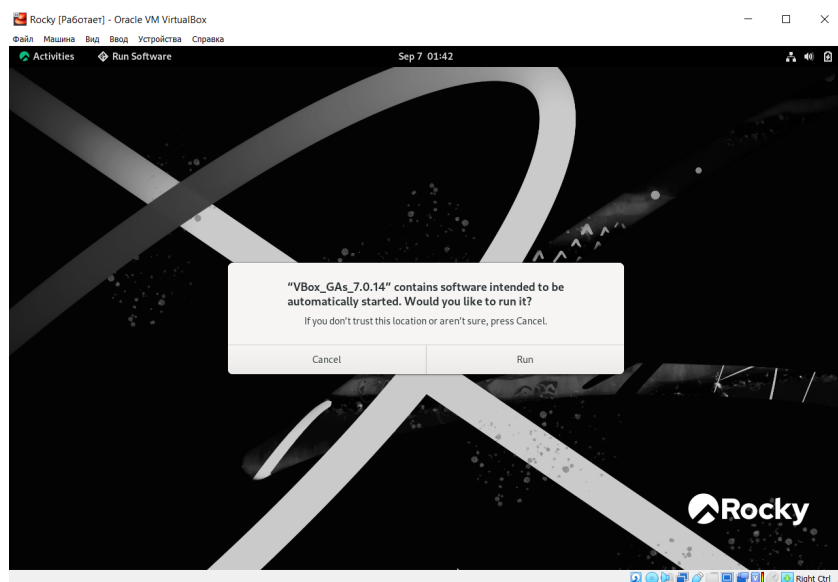 Rocky [Работает] - Oracle VM VirtualBox
Файл Машина Вид Ввод Устройства Справка
Activities Run Software Sep 7 01:42
“VBox_GAs_7.0.14” contains software intended to be
automatically started. Would you like to run it?
If you don’t trust this location or aren’t sure, press Cancel.
Cancel Run
Rocky
Right Ctrl